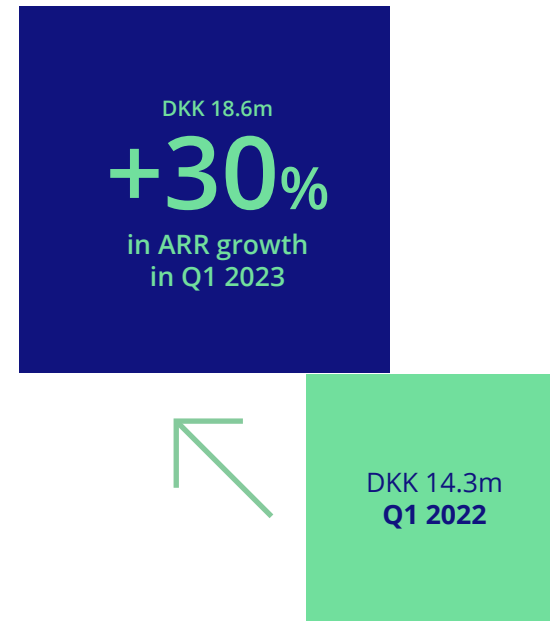 DKK 18.6m
+30%
in ARR growth
in Q1 2023
DKK 14.3m
Q1 2022